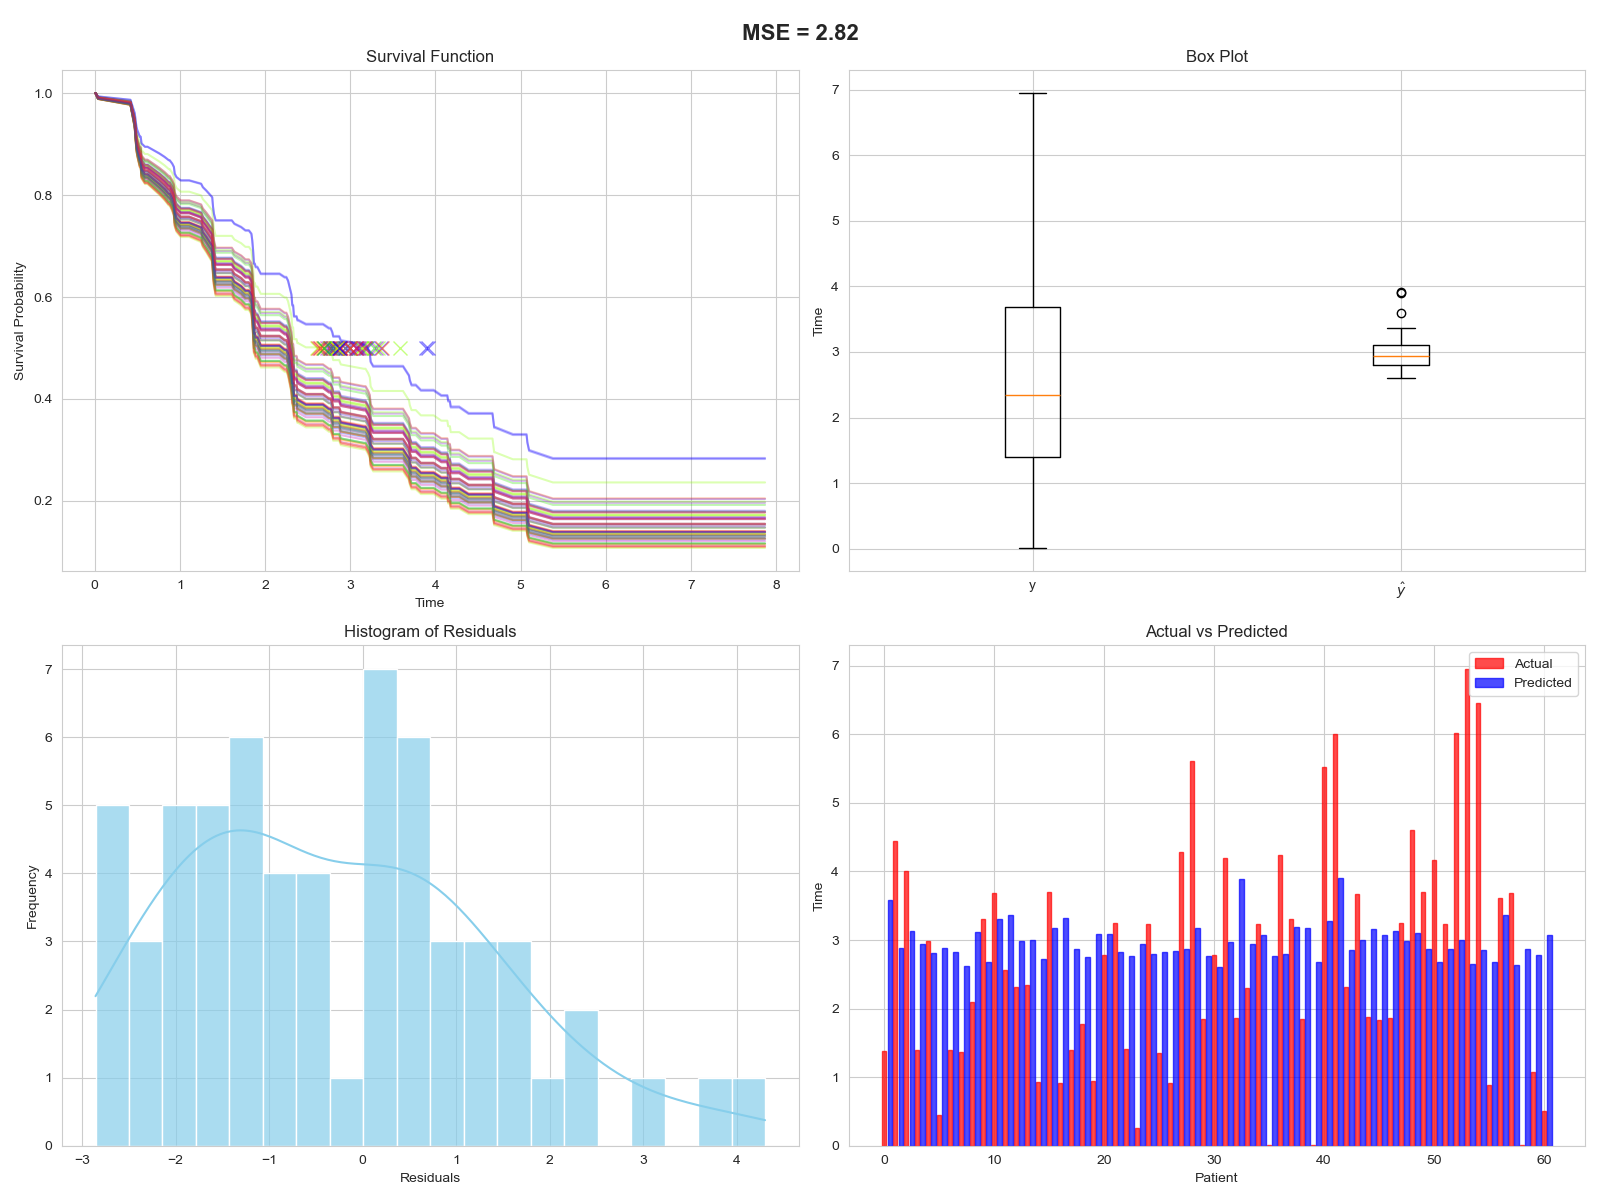 MSE = 2.82
Survival Function
Survival Probability
1.0
0.8
0.6
0.4
0.2
0 1 2 3 4 5 6 7 8
Time
Box Plot
Time
7
6
5
4
3
2
1
0
y
ŷ
Histogram of Residuals
Frequency
7
6
5
4
3
2
1
0
−3 −2 −1 0 1 2 3 4
Residuals
Actual vs Predicted
Actual
Predicted
Time
7
6
5
4
3
2
1
0
0 10 20 30 40 50 60
Patient